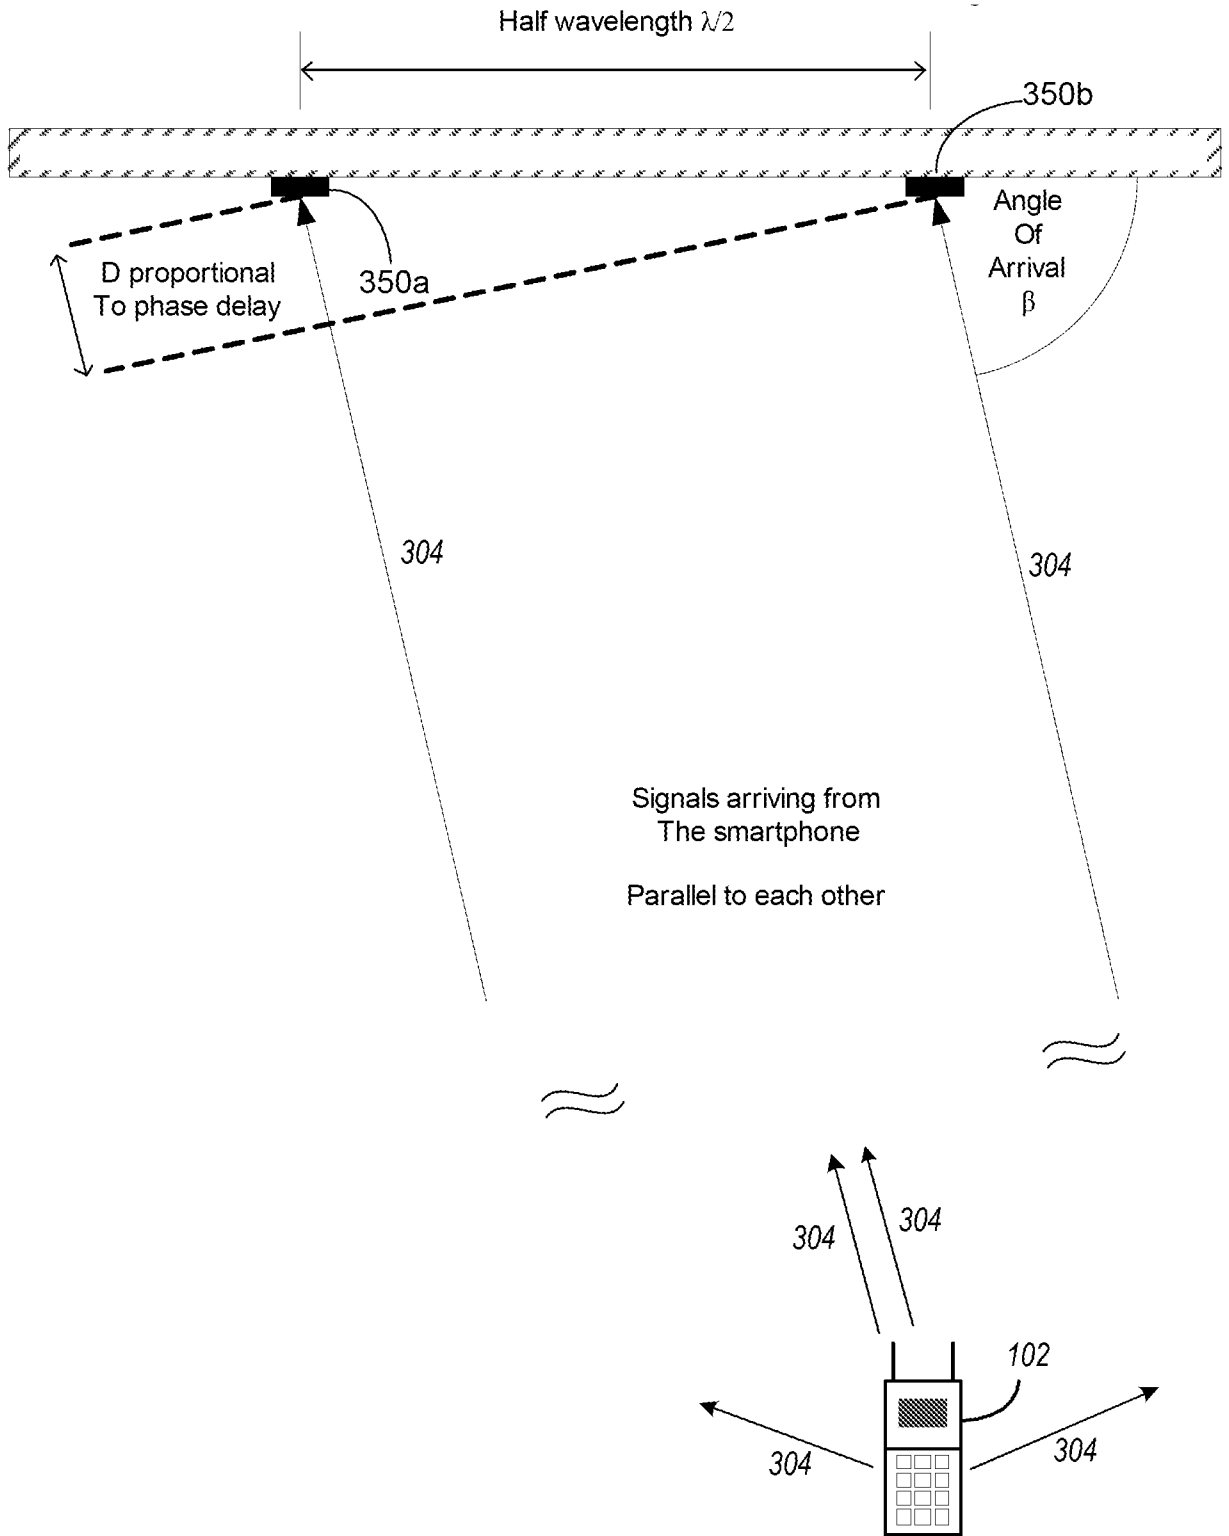 Half wavelength λ/2
350b
Angle
Of
Arrival
β
D proportional
To phase delay
350a
304
304
Signals arriving from
The smartphone
Parallel to each other
304
304
102
304
304